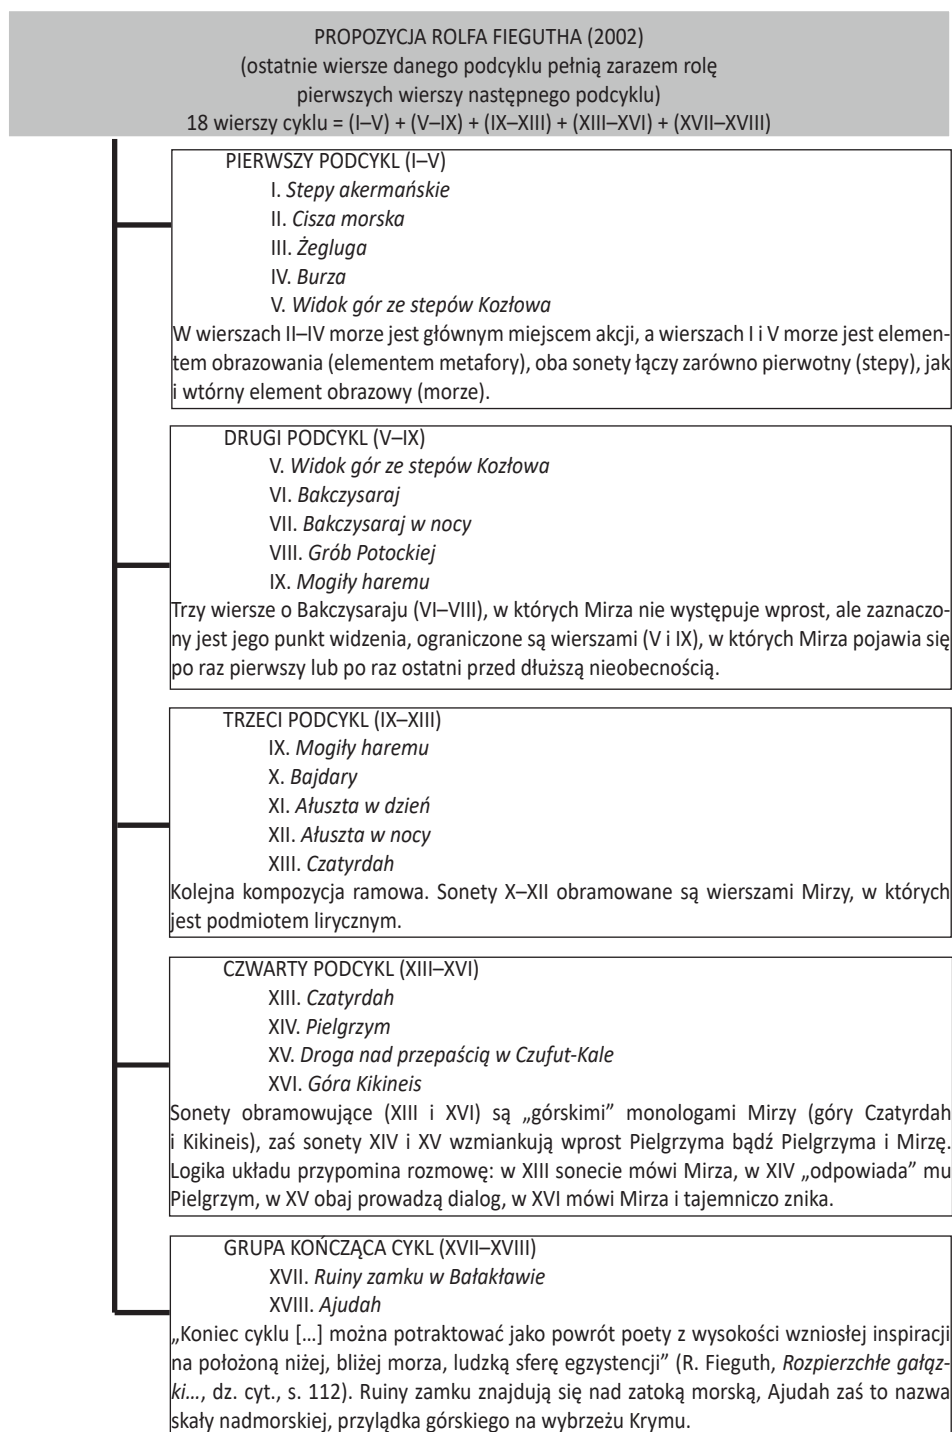 PROPOZYCJA ROLFA FIEGUTHA (2002)
(ostatnie wiersze danego podcyklu pełnią zarazem rolę
pierwszych wierszy następnego podcyklu)
18 wierszy cyklu = (I–V) + (V–IX) + (IX–XIII) + (XIII–XVI) + (XVII–XVIII)
PIERWSZY PODCYKL (I–V)
I. Stepy akermańskie
II. Cisza morska
III. Żegluga
IV. Burza
V. Widok gór ze stepów Kozłowa
W wierszach II–IV morze jest głównym miejscem akcji, a wierszach I i V morze jest elemen-
tem obrazowania (elementem metafory), oba sonety łączy zarówno pierwotny (stepy), jak
i wtórny element obrazowy (morze).
DRUGI PODCYKL (V–IX)
V. Widok gór ze stepów Kozłowa
VI. Bakczysaraj
VII. Bakczysaraj w nocy
VIII. Grób Potockiej
IX. Mogiły haremu
Trzy wiersze o Bakczysaraju (VI–VIII), w których Mirza nie występuje wprost, ale zaznaczo-
ny jest jego punkt widzenia, ograniczone są wierszami (V i IX), w których Mirza pojawia się
po raz pierwszy lub po raz ostatni przed dłuższą nieobecnością.
TRZECI PODCYKL (IX–XIII)
IX. Mogiły haremu
X. Bajdary
XI. Ałuszta w dzień
XII. Ałuszta w nocy
XIII. Czatyrdah
Kolejna kompozycja ramowa. Sonety X–XII obramowane są wierszami Mirzy, w których
jest podmiotem lirycznym.
CZWARTY PODCYKL (XIII–XVI)
XIII. Czatyrdah
XIV. Pielgrzym
XV. Droga nad przepaścią w Czufut-Kale
XVI. Góra Kikineis
Sonety obramowujące (XIII i XVI) są „górskimi” monologami Mirzy (góry Czatyrdah
i Kikineis), zaś sonety XIV i XV wzmiankują wprost Pielgrzyma bądź Pielgrzyma i Mirzę.
Logika układu przypomina rozmowę: w XIII sonecie mówi Mirza, w XIV „odpowiada” mu
Pielgrzym, w XV obaj prowadzą dialog, w XVI mówi Mirza i tajemniczo znika.
GRUPA KOŃCZĄCA CYKL (XVII–XVIII)
XVII. Ruiny zamku w Bałakławie
XVIII. Ajudah
„Koniec cyklu […] można potraktować jako powrót poety z wysokości wzniosłej inspiracji
na położoną niżej, bliżej morza, ludzką sferę egzystencji” (R. Fieguth, Rozpierzchłe gałąz-
ki…, dz. cyt., s. 112). Ruiny zamku znajdują się nad zatoką morską, Ajudah zaś to nazwa
skały nadmorskiej, przylądka górskiego na wybrzeżu Krymu.